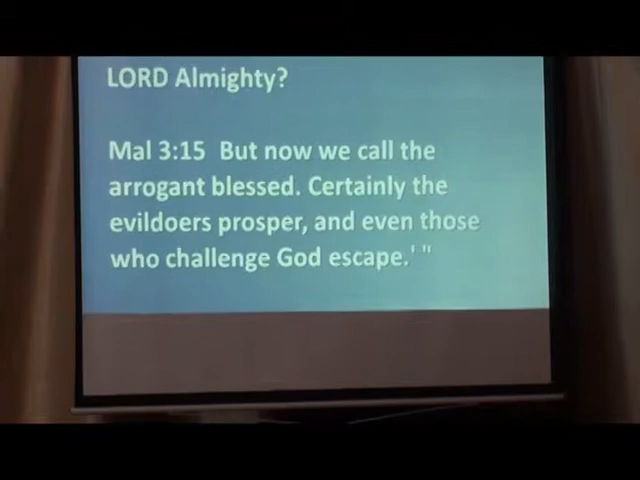 LORD Almighty?
Mal 3:15 But now we call the
arrogant blessed. Certainly the
evildoers prosper, and even those
who challenge God escape.' "